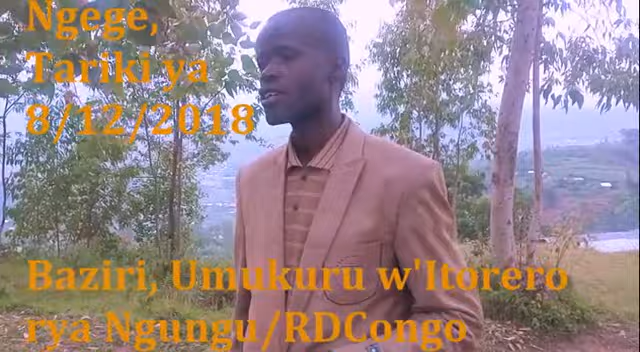 Ngege,
Tariki ya
8/12/2018
Baziri, Umukuru w'Itorero
rya Ngungu/RDCongo